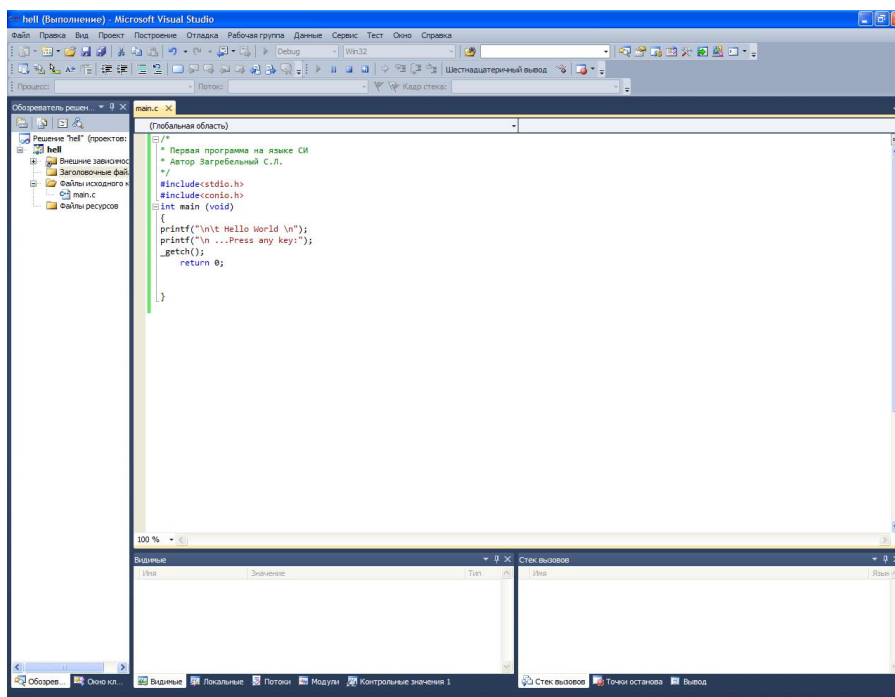 hell (Выполнение) - Microsoft Visual Studio
Файл Правка Вид Проект Построение Отладка Рабочая группа Данные Сервис Тест Окно Справка
Debug Win32
Шестнадцатеричный вывод
Процесс: Поток: Кадр стека:
Обозреватель решен...
main.c
(Глобальная область)
Решение "hell" (проектов:
hell
Внешние зависимос
Заголовочные фай.
Файлы исходного к
main.c
Файлы ресурсов
/*
* Первая программа на языке СИ
* Автор Загребельный С.Л.
*/
#include<stdio.h>
#include<conio.h>
int main (void)
{
printf("\n\t Hello World \n");
printf("\n ...Press any key:");
_getch();
return 0;
}
100 %
Видимые
Имя Значение Тип
Стек вызовов
Имя Язык
Обозрев... Окно кл...
Видимые Локальные Потоки Модули Контрольные значения 1
Стек вызовов Точки останова Вывод